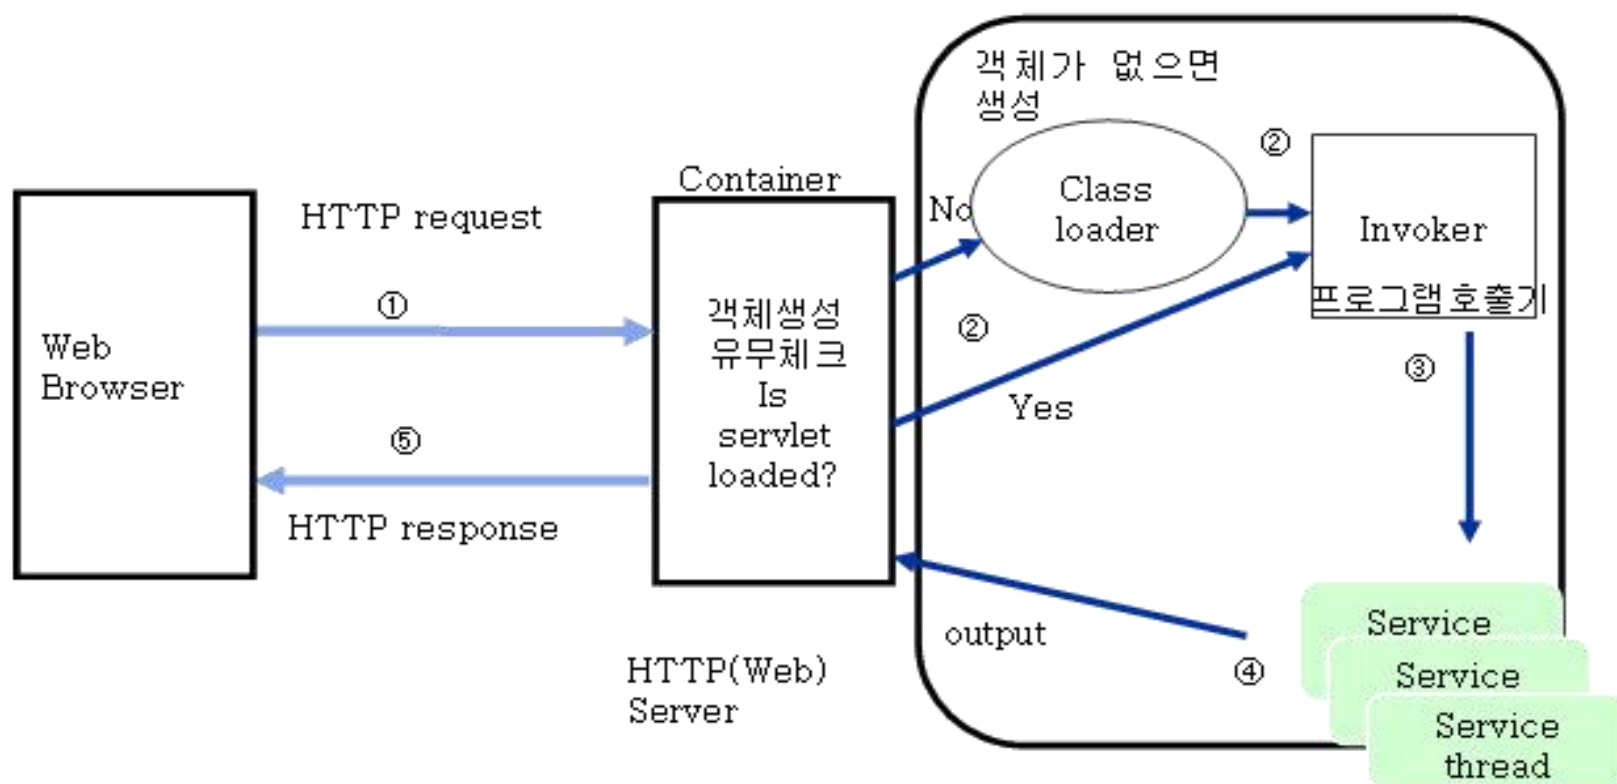 객체가 없으면
생성
②
Container
Class
loader
No
HTTP request
Invoker
프로그램호출기
①
객체생성
유무체크
Is
servlet
loaded?
②
Web
Browser
③
Yes
⑤
HTTP response
output
Service
④
HTTP(Web)
Server
Service
Service
thread